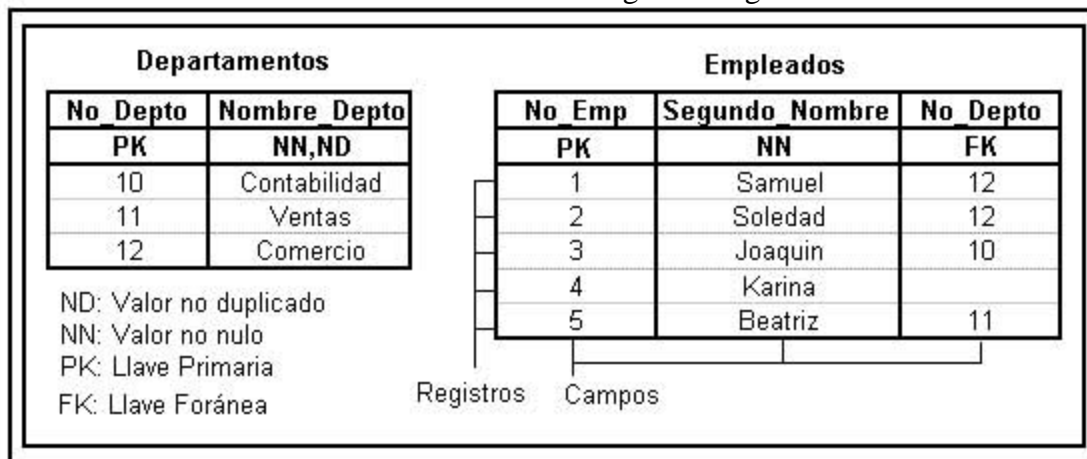 Departamentos
No_Depto Nombre_Depto
PK NN,ND
10 Contabilidad
11 Ventas
12 Comercio
ND: Valor no duplicado
NN: Valor no nulo
PK: Llave Primaria
FK: Llave Foránea
Empleados
No_Emp Segundo_Nombre No_Depto
PK NN FK
1 Samuel 12
2 Soledad 12
3 Joaquin 10
4 Karina
5 Beatriz 11
Registros Campos